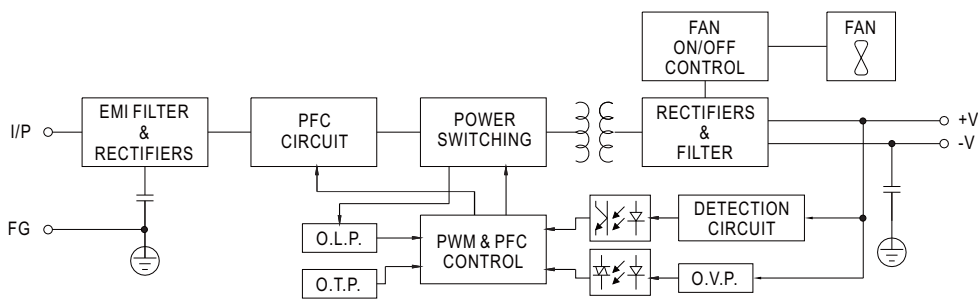 FAN
ON/OFF
CONTROL
FAN
I/P
EMI FILTER
&
RECTIFIERS
PFC
CIRCUIT
POWER
SWITCHING
RECTIFIERS
&
FILTER
+V
-V
FG
O.L.P.
O.T.P.
PWM & PFC
CONTROL
DETECTION
CIRCUIT
O.V.P.